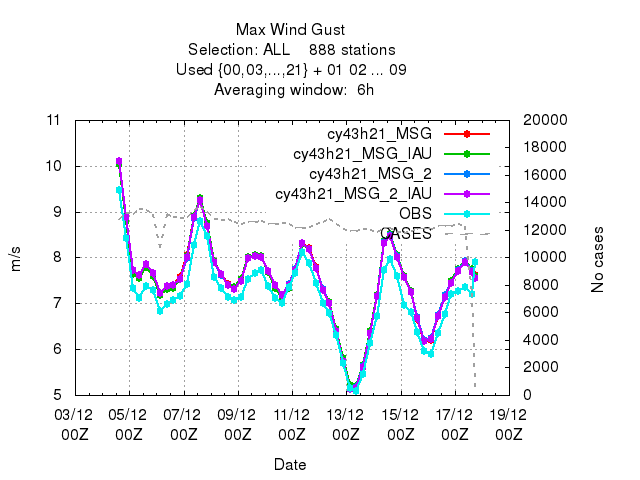 Max Wind Gust
Selection: ALL    888 stations
Used {00,03,...,21} + 01 02 ... 09
Averaging window:  6h
11
10
9
8
7
6
5
m/s
20000
18000
16000
14000
12000
10000
8000
6000
4000
2000
0
No cases
cy43h21_MSG
cy43h21_MSG_IAU
cy43h21_MSG_2
cy43h21_MSG_2_IAU
OBS
CASES
03/12 05/12 07/12 09/12 11/12 13/12 15/12 17/12 19/12
00Z 00Z 00Z 00Z 00Z 00Z 00Z 00Z 00Z
Date